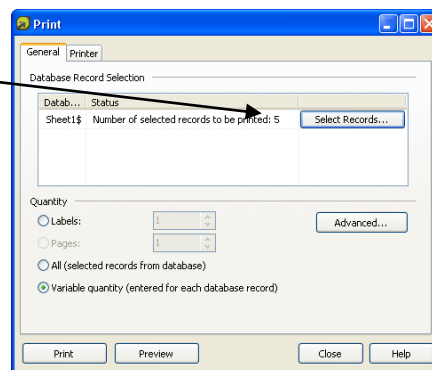 Print
General Printer
Database Record Selection
Datab... Status
Sheet1$ Number of selected records to be printed: 5 Select Records...
Quantity
Labels: 1 Advanced...
Pages: 1
All (selected records from database)
Variable quantity (entered for each database record)
Print Preview Close Help